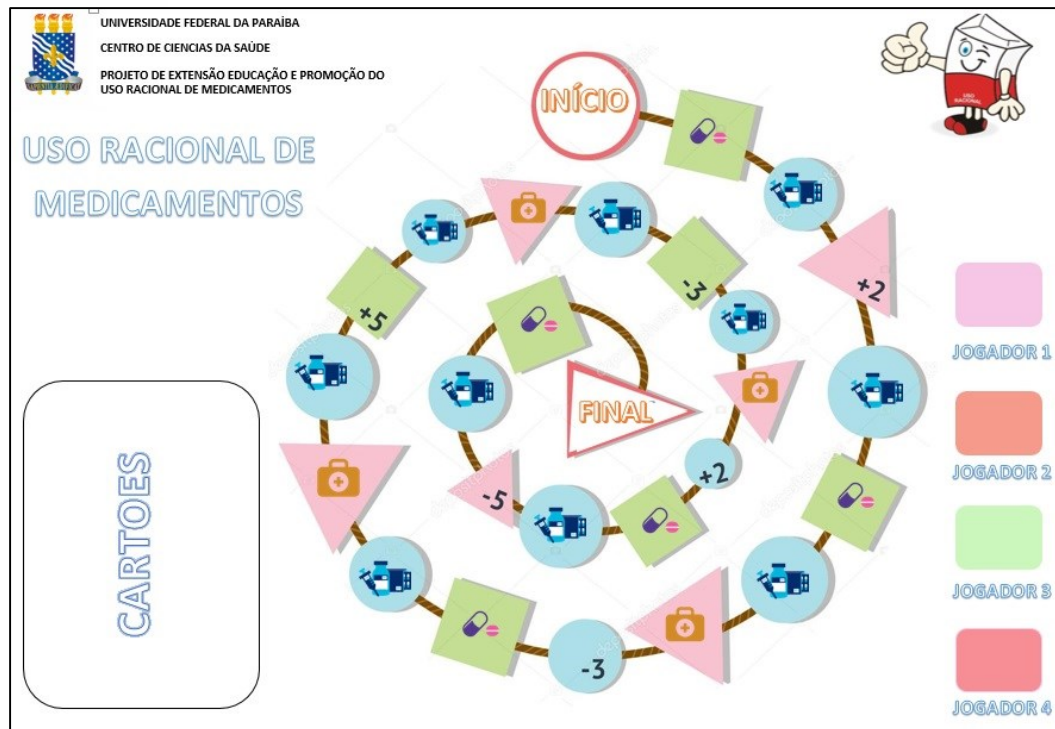 UNIVERSIDADE FEDERAL DA PARAÍBA
CENTRO DE CIENCIAS DA SAÚDE
PROJETO DE EXTENSÃO EDUCAÇÃO E PROMOÇÃO DO
USO RACIONAL DE MEDICAMENTOS
USO RACIONAL DE
MEDICAMENTOS
INÍCIO
USO
RACIONAL
+2
-3
+5
-3
+2
-5
FINAL
CARTOES
JOGADOR 1
JOGADOR 2
JOGADOR 3
JOGADOR 4